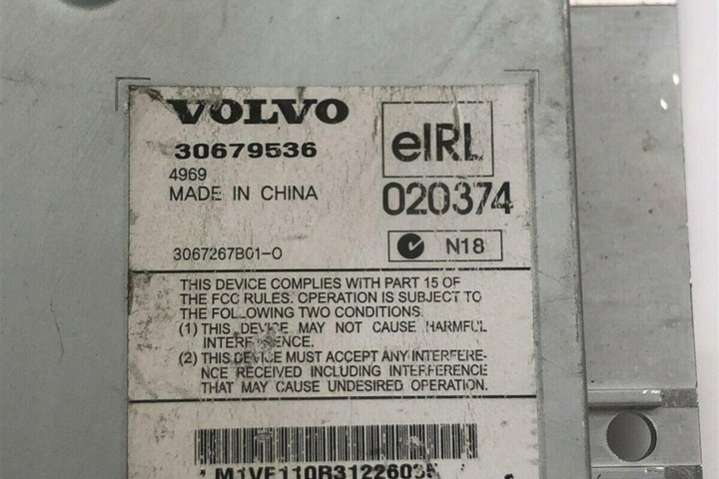 VOLVO
30679536
4969
MADE IN CHINA
3067267B01-O
eIRL
020374
N18
THIS DEVICE COMPLIES WITH PART 15 OF
THE FCC RULES. OPERATION IS SUBJECT TO
THE FOLLOWING TWO CONDITIONS.
(1) THIS DEVICE MAY NOT CAUSE HARMFUL
INTERFERENCE.
(2) THIS DEVICE MUST ACCEPT ANY INTERFERE-
NCE RECEIVED INCLUDING INTERFERENCE
THAT MAY CAUSE UNDESIRED OPERATION.
M1VF110R31226035